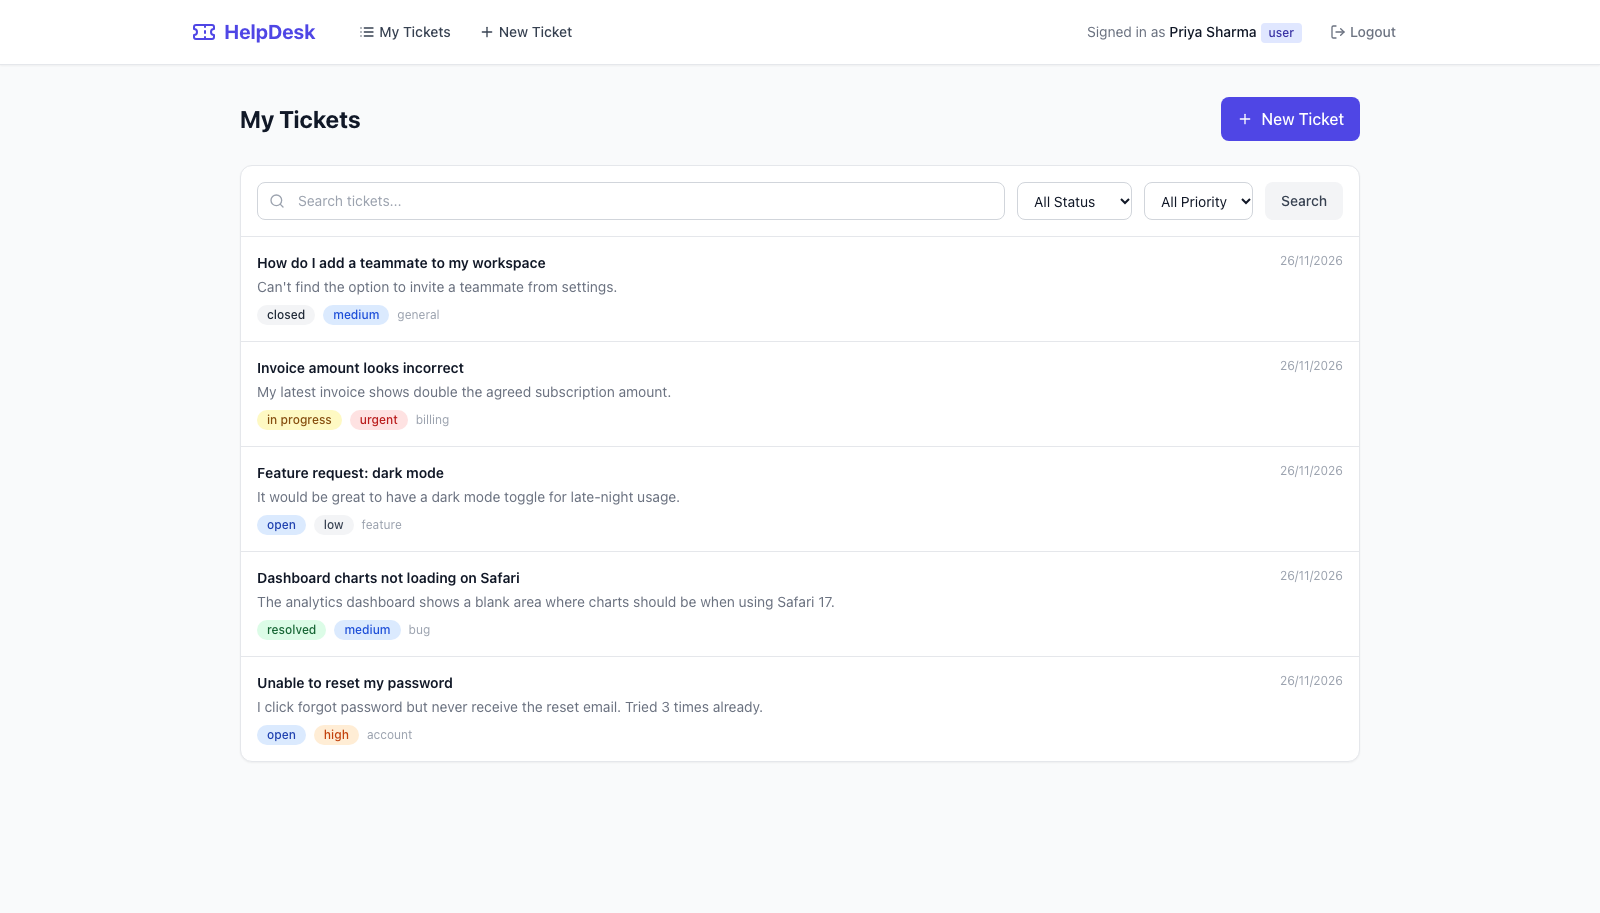 HelpDesk
My Tickets
New Ticket
Signed in as Priya Sharma user
Logout
My Tickets
New Ticket
Search tickets...
All Status
All Priority
Search
How do I add a teammate to my workspace
26/11/2026
Can't find the option to invite a teammate from settings.
closed medium general
Invoice amount looks incorrect
26/11/2026
My latest invoice shows double the agreed subscription amount.
in progress urgent billing
Feature request: dark mode
26/11/2026
It would be great to have a dark mode toggle for late-night usage.
open low feature
Dashboard charts not loading on Safari
26/11/2026
The analytics dashboard shows a blank area where charts should be when using Safari 17.
resolved medium bug
Unable to reset my password
26/11/2026
I click forgot password but never receive the reset email. Tried 3 times already.
open high account